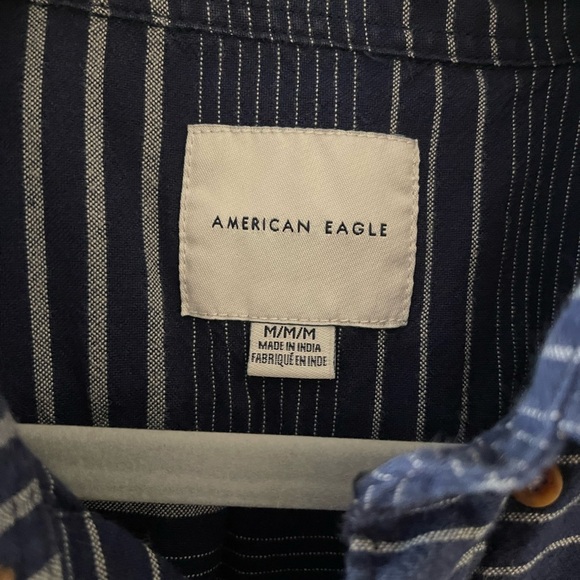 AMERICAN EAGLE
M/M/M
MADE IN INDIA
FABRIQUÉ EN INDE